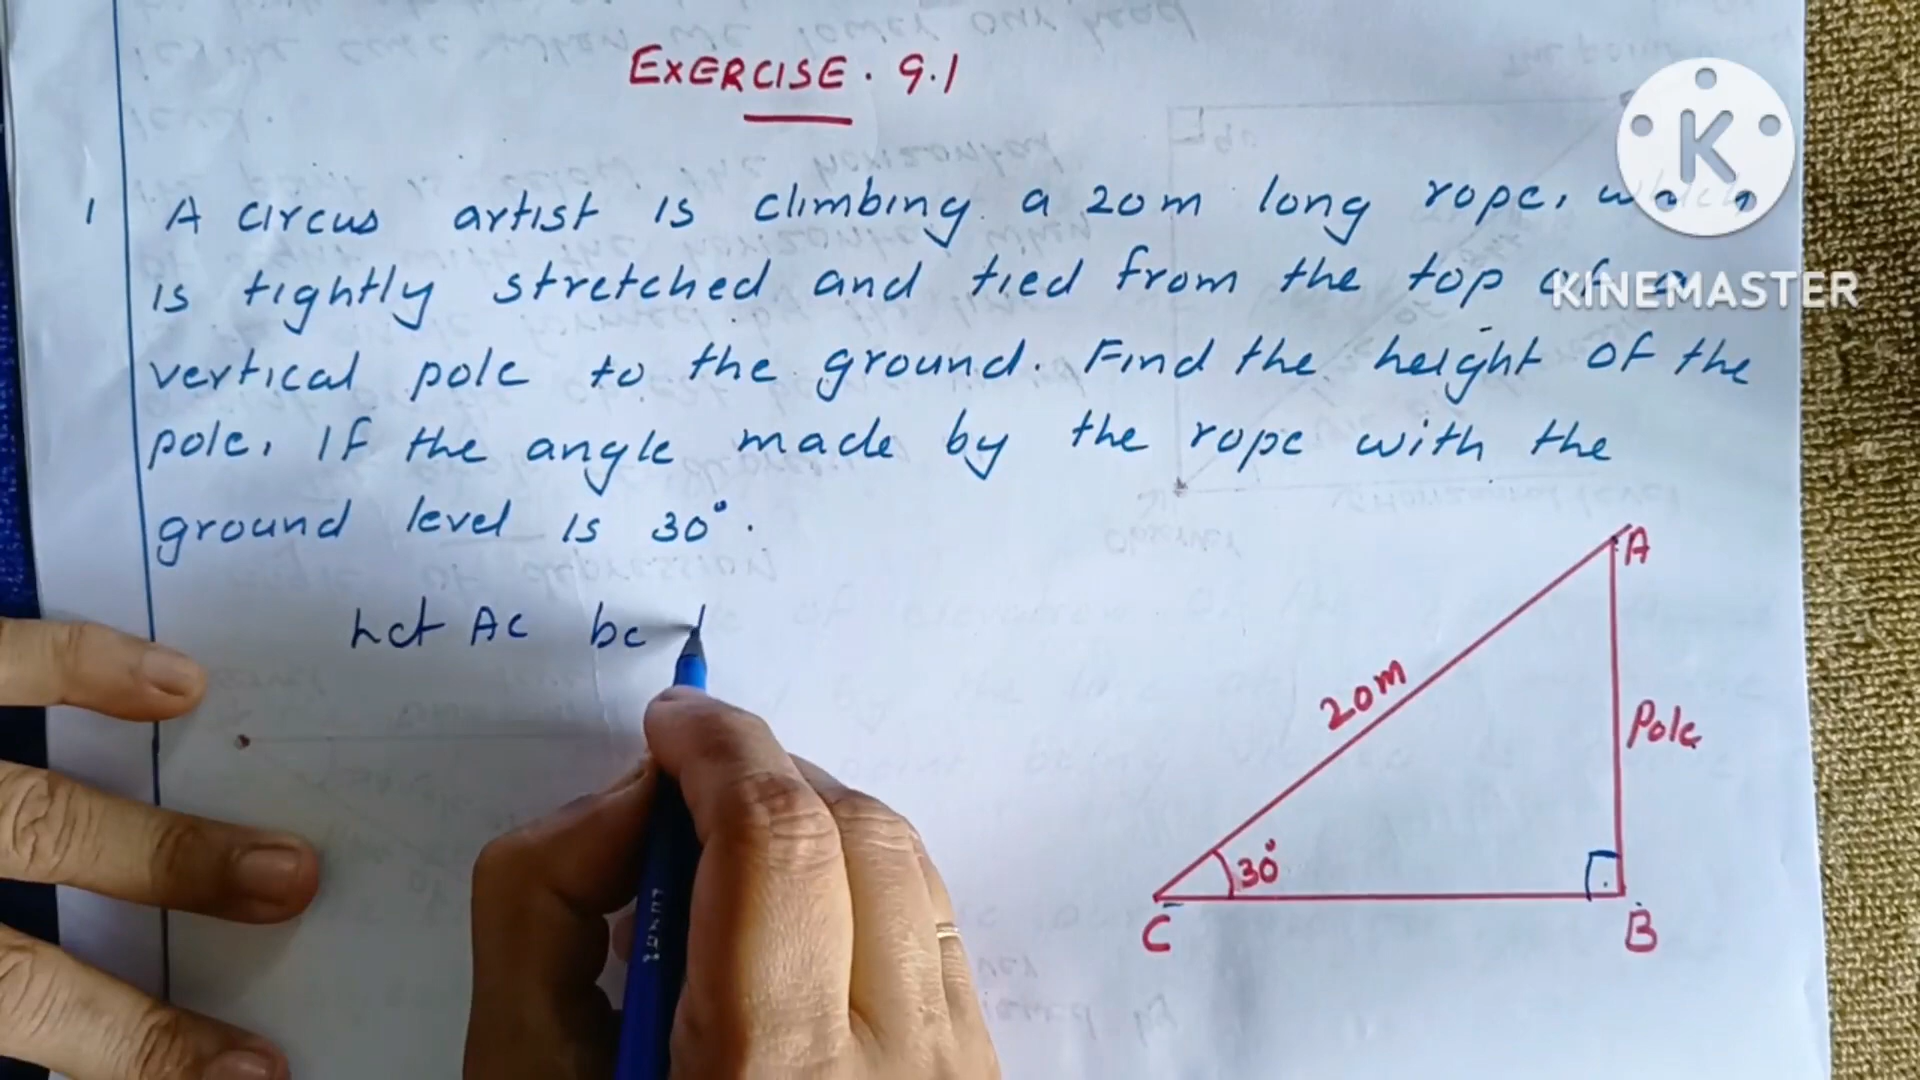 EXERCISE. 9.1
1 A circus artist is climbing a 20m long rope, which
is tightly stretched and tied from the top of a
vertical pole to the ground. Find the height of the
pole, If the angle made by the rope with the
ground level is 30°.
Let AC be
A
20m
Pole
30°
C
B
K
KINEMASTER